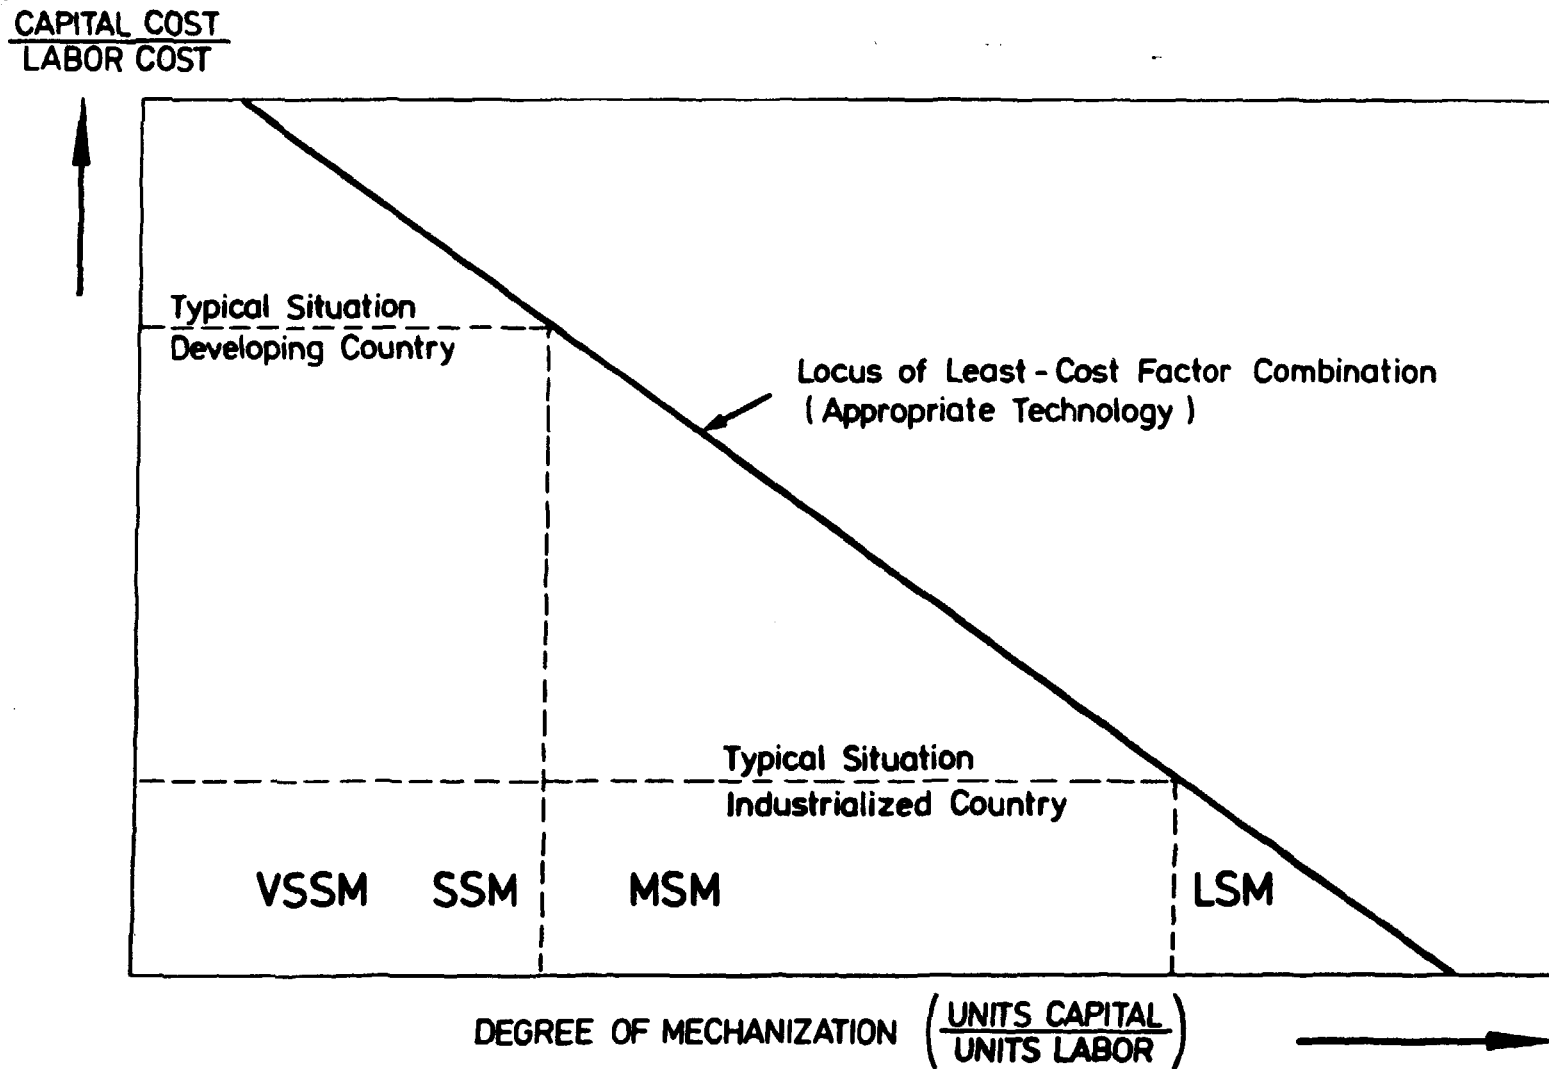 CAPITAL COST
LABOR COST
Typical Situation
Developing Country
Locus of Least-Cost Factor Combination
(Appropriate Technology)
Typical Situation
Industrialized Country
VSSM SSM MSM LSM
DEGREE OF MECHANIZATION (UNITS CAPITAL
UNITS LABOR)